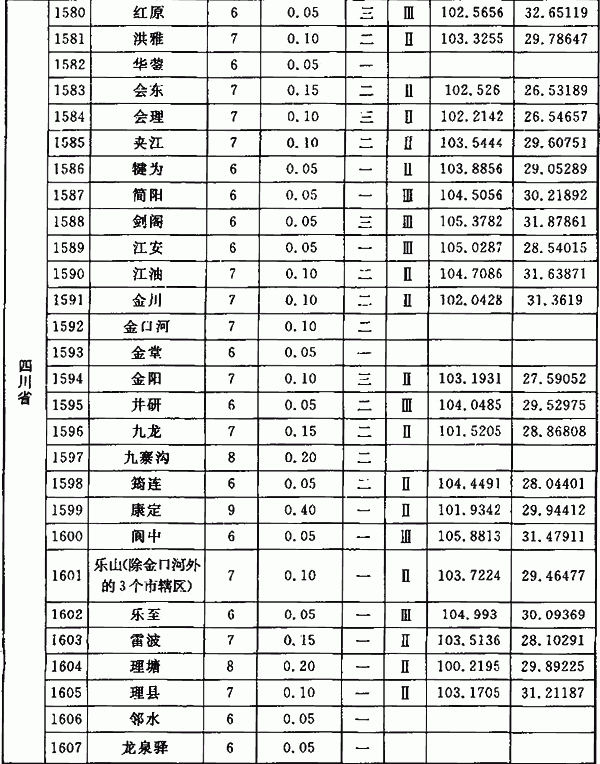 四川省
1580 红原 6 0.05 三 Ⅲ 102.5656 32.65119
1581 洪雅 7 0.10 二 Ⅱ 103.3255 29.78647
1582 华蓥 6 0.05 一
1583 会东 7 0.15 二 Ⅱ 102.526 26.53189
1584 会理 7 0.10 三 Ⅱ 102.2142 26.54657
1585 夹江 7 0.10 二 Ⅱ 103.5444 29.60751
1586 犍为 6 0.05 一 Ⅱ 103.8856 29.05289
1587 简阳 6 0.05 一 Ⅲ 104.5056 30.21892
1588 剑阁 6 0.05 三 Ⅲ 105.3782 31.87861
1589 江安 6 0.05 一 Ⅲ 105.0287 28.54015
1590 江油 7 0.10 二 Ⅱ 104.7086 31.63871
1591 金川 7 0.10 二 Ⅱ 102.0428 31.3619
1592 金口河 7 0.10 二
1593 金堂 6 0.05 一
1594 金阳 7 0.10 三 Ⅱ 103.1931 27.59052
1595 井研 6 0.05 二 Ⅲ 104.0485 29.52975
1596 九龙 7 0.15 二 Ⅱ 101.5205 28.86808
1597 九寨沟 8 0.20 二
1598 筠连 6 0.05 二 Ⅱ 104.4491 28.04401
1599 康定 9 0.40 一 Ⅱ 101.9342 29.94412
1600 阆中 6 0.05 一 Ⅲ 105.8813 31.47911
1601 乐山(除金口河外 7 0.10 一 Ⅱ 103.7224 29.46477
的3个市辖区)
1602 乐至 6 0.05 一 Ⅲ 104.993 30.09369
1603 雷波 7 0.15 一 Ⅱ 103.5136 28.10291
1604 理塘 8 0.20 一 Ⅱ 100.2195 29.89225
1605 理县 7 0.10 一 Ⅱ 103.1705 31.21187
1606 邻水 6 0.05 一
1607 龙泉驿 6 0.05 一